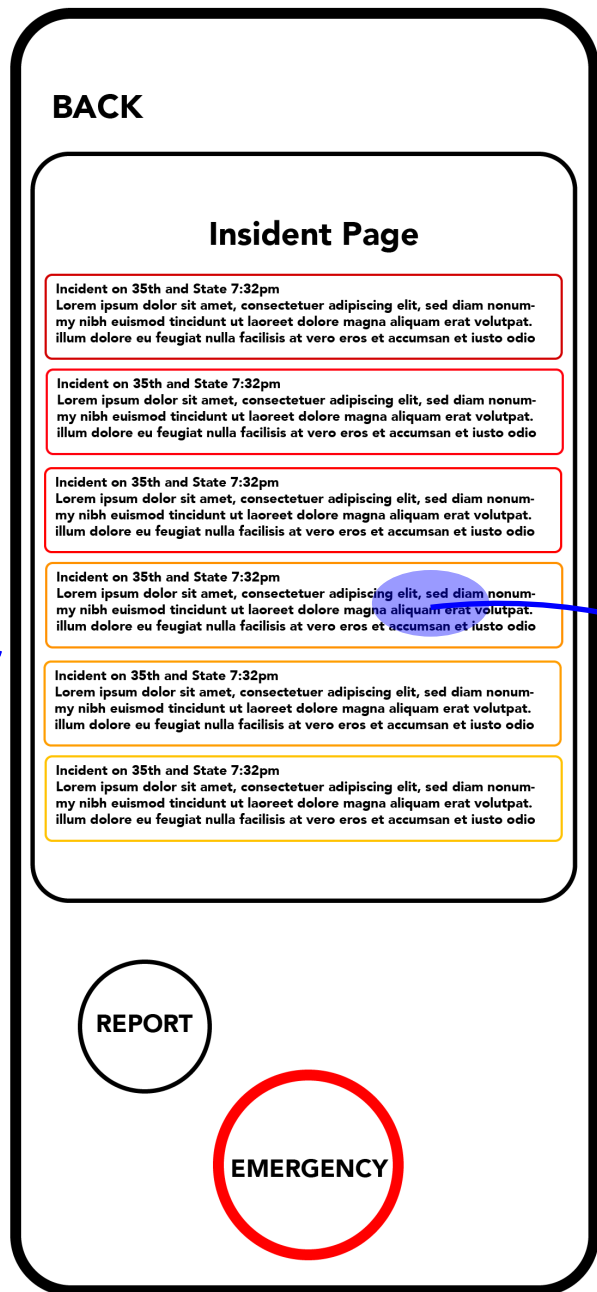 BACK
Insident Page
Incident on 35th and State 7:32pm
Lorem ipsum dolor sit amet, consectetuer adipiscing elit, sed diam nonum-
my nibh euismod tincidunt ut laoreet dolore magna aliquam erat volutpat.
illum dolore eu feugiat nulla facilisis at vero eros et accumsan et iusto odio
Incident on 35th and State 7:32pm
Lorem ipsum dolor sit amet, consectetuer adipiscing elit, sed diam nonum-
my nibh euismod tincidunt ut laoreet dolore magna aliquam erat volutpat.
illum dolore eu feugiat nulla facilisis at vero eros et accumsan et iusto odio
Incident on 35th and State 7:32pm
Lorem ipsum dolor sit amet, consectetuer adipiscing elit, sed diam nonum-
my nibh euismod tincidunt ut laoreet dolore magna aliquam erat volutpat.
illum dolore eu feugiat nulla facilisis at vero eros et accumsan et iusto odio
Incident on 35th and State 7:32pm
Lorem ipsum dolor sit amet, consectetuer adipiscing elit, sed diam nonum-
my nibh euismod tincidunt ut laoreet dolore magna aliquam erat volutpat.
illum dolore eu feugiat nulla facilisis at vero eros et accumsan et iusto odio
Incident on 35th and State 7:32pm
Lorem ipsum dolor sit amet, consectetuer adipiscing elit, sed diam nonum-
my nibh euismod tincidunt ut laoreet dolore magna aliquam erat volutpat.
illum dolore eu feugiat nulla facilisis at vero eros et accumsan et iusto odio
Incident on 35th and State 7:32pm
Lorem ipsum dolor sit amet, consectetuer adipiscing elit, sed diam nonum-
my nibh euismod tincidunt ut laoreet dolore magna aliquam erat volutpat.
illum dolore eu feugiat nulla facilisis at vero eros et accumsan et iusto odio
REPORT
EMERGENCY